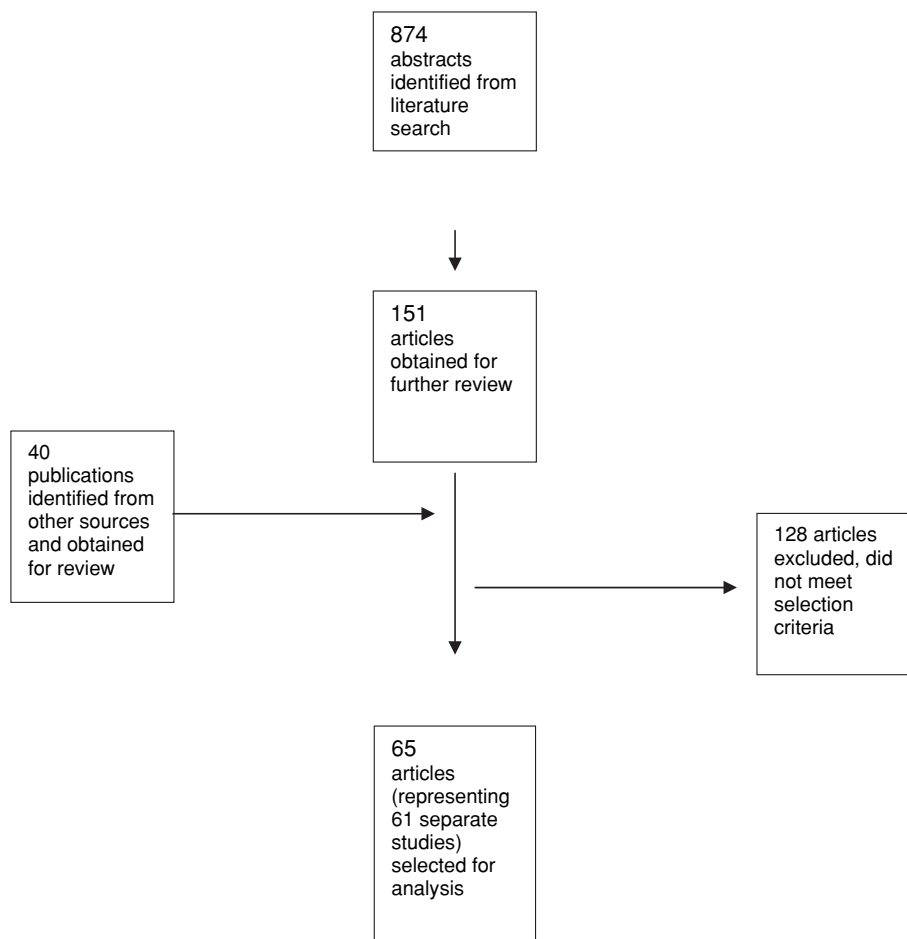 874
abstracts
identified from
literature
search
151
articles
obtained for
further review
40
publications
identified from
other sources
and obtained
for review
128 articles
excluded, did
not meet
selection
criteria
65
articles
(representing
61 separate
studies)
selected for
analysis